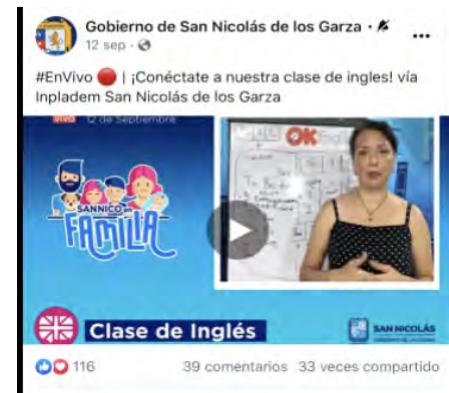 Gobierno de San Nicolás de los Garza ·
12 sep ·
#EnVivo 🔴 | ¡Conéctate a nuestra clase de ingles! vía
Inpladem San Nicolás de los Garza
VIVO 12 de Septiembre
OK
SANNICO en
FAMILIA
Clase de Inglés
SAN NICOLÁS
116
39 comentarios 33 veces compartido